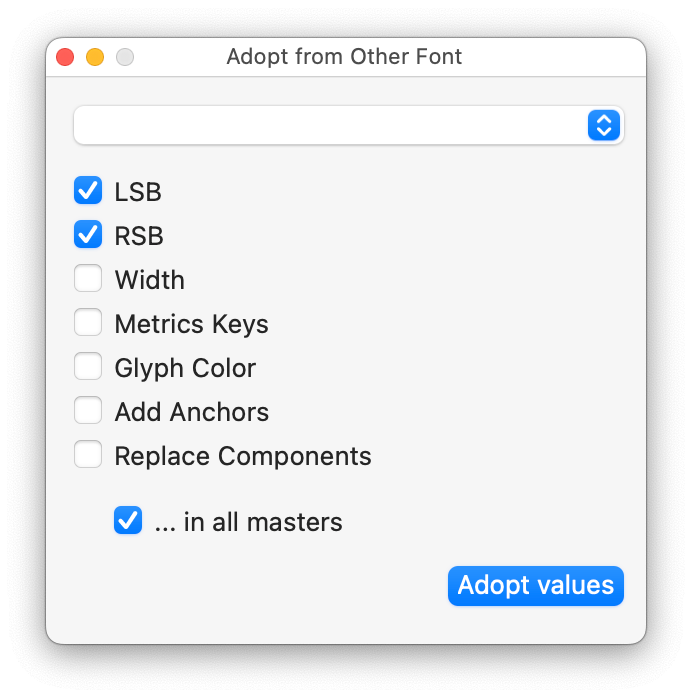 Adopt from Other Font
LSB
RSB
Width
Metrics Keys
Glyph Color
Add Anchors
Replace Components
... in all masters
Adopt values